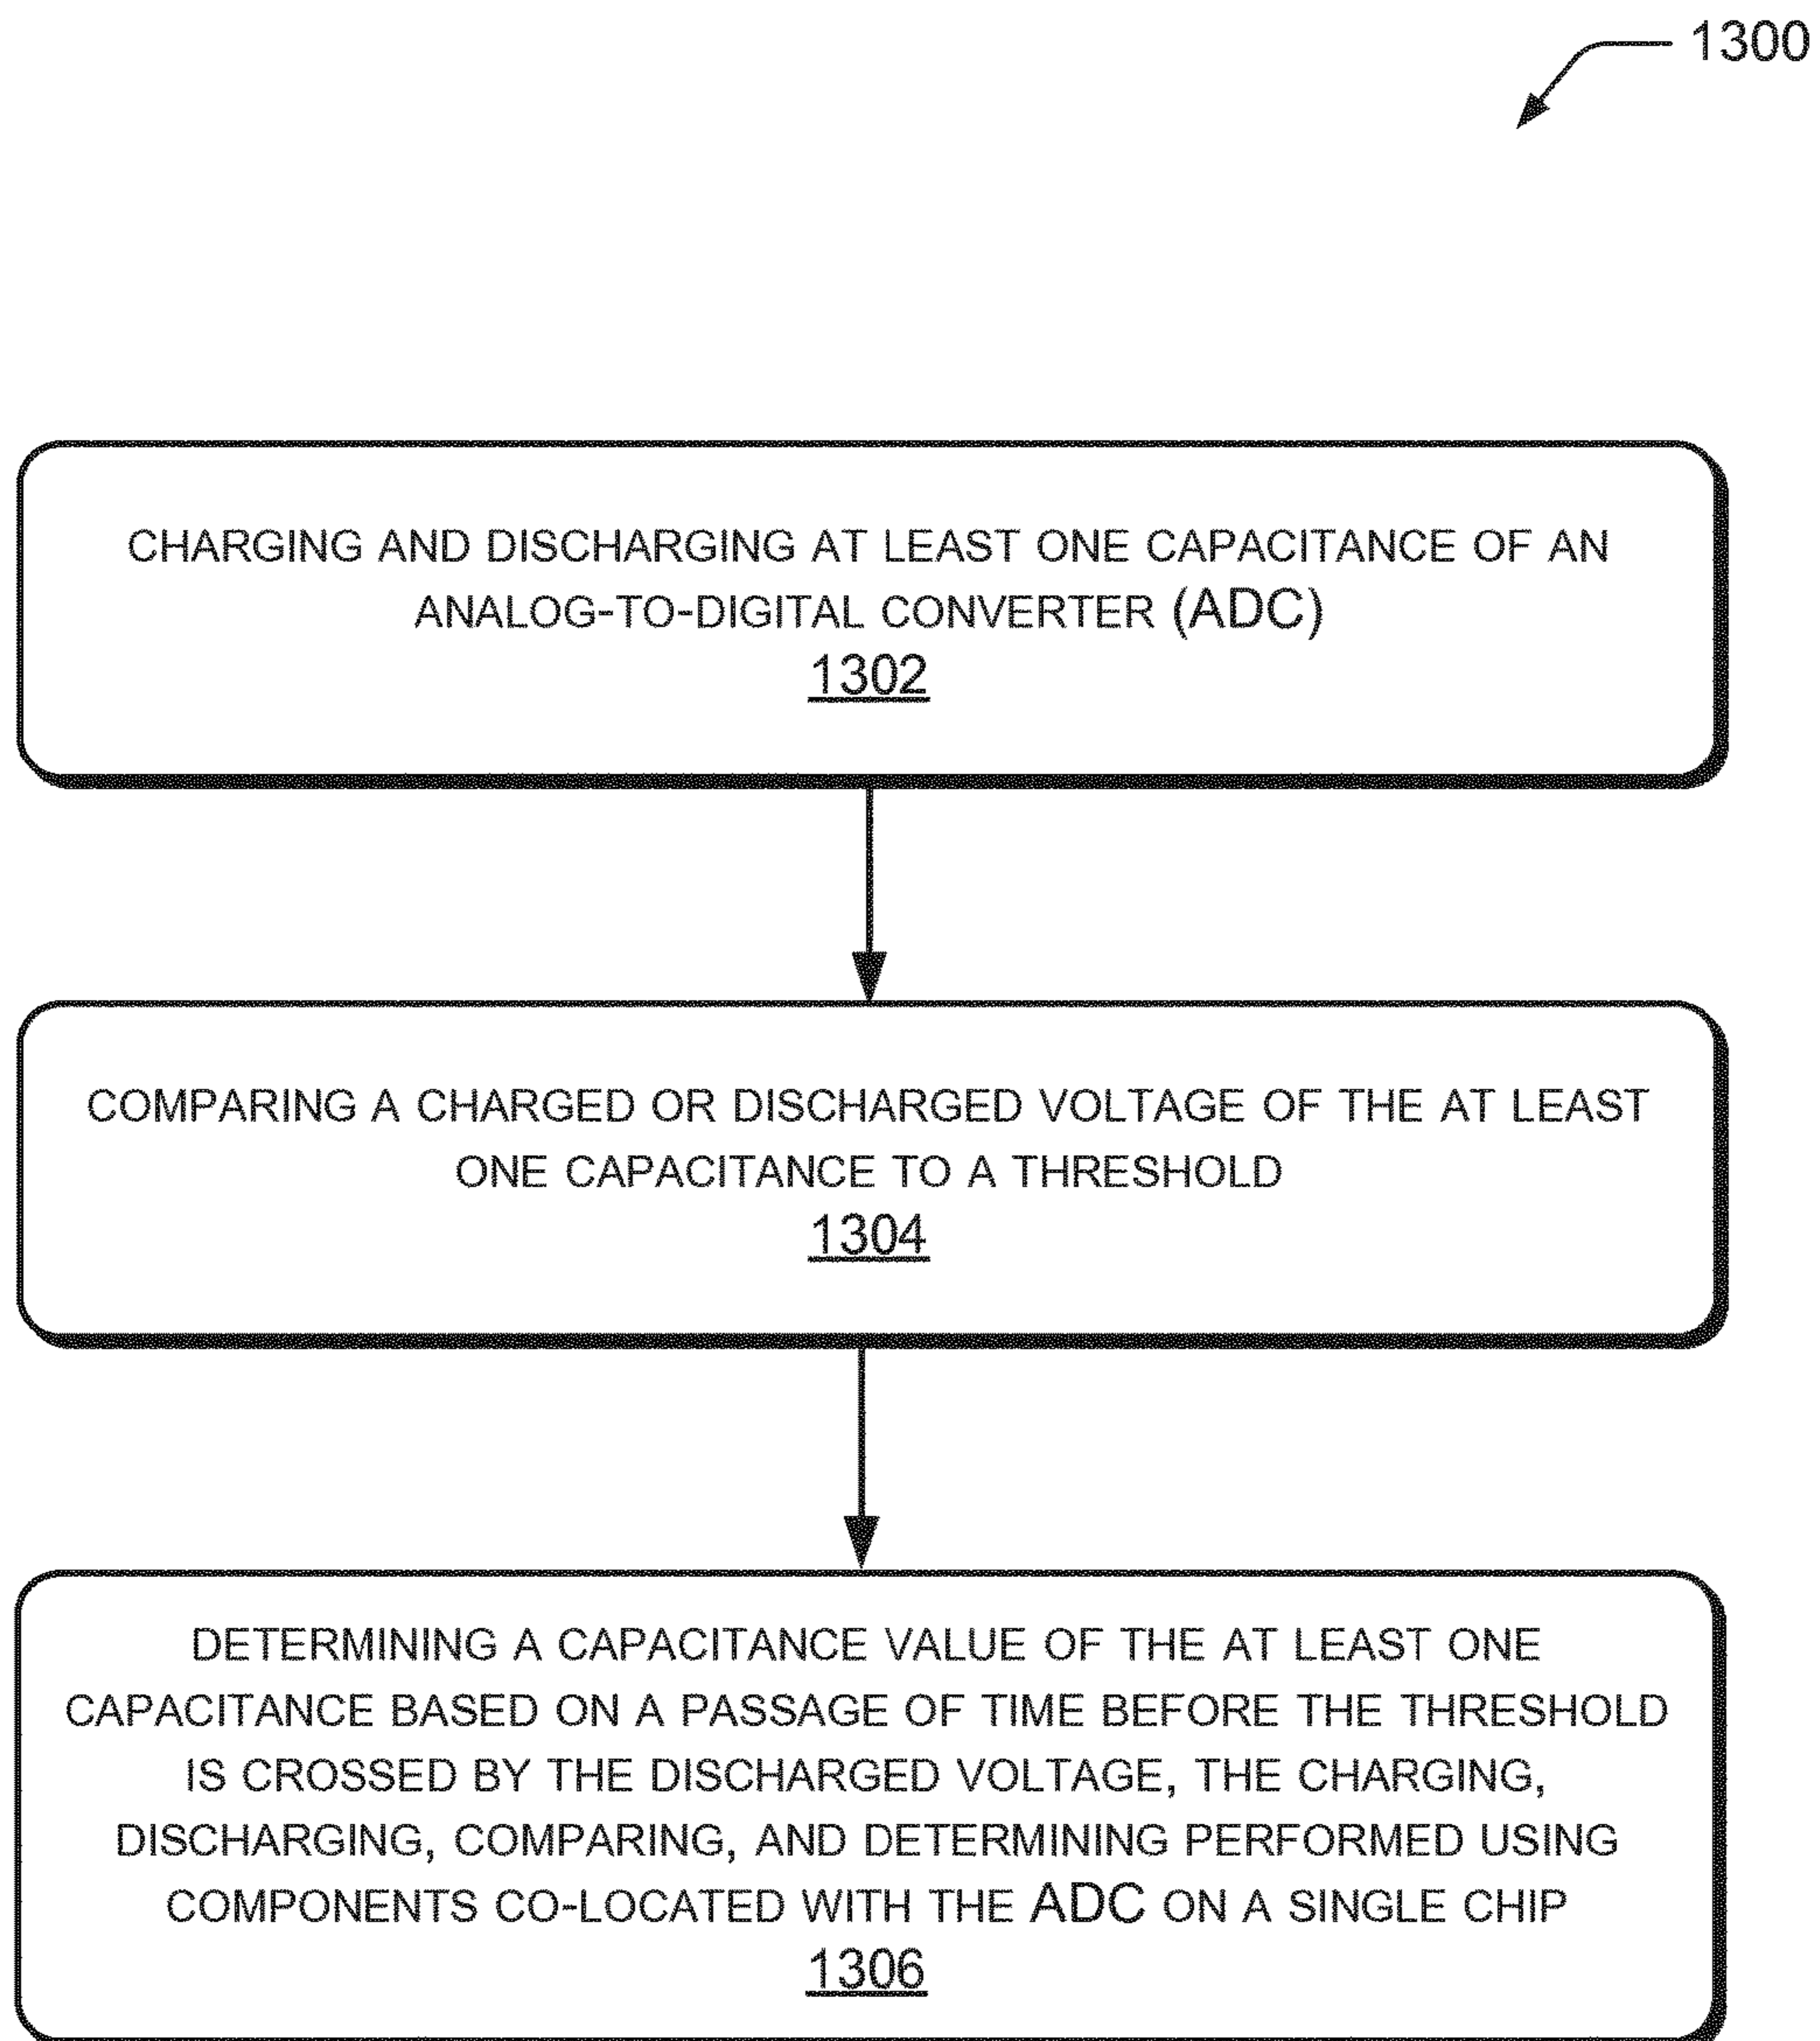 1300
CHARGING AND DISCHARGING AT LEAST ONE CAPACITANCE OF AN
ANALOG-TO-DIGITAL CONVERTER (ADC)
1302
COMPARING A CHARGED OR DISCHARGED VOLTAGE OF THE AT LEAST
ONE CAPACITANCE TO A THRESHOLD
1304
DETERMINING A CAPACITANCE VALUE OF THE AT LEAST ONE
CAPACITANCE BASED ON A PASSAGE OF TIME BEFORE THE THRESHOLD
IS CROSSED BY THE DISCHARGED VOLTAGE, THE CHARGING,
DISCHARGING, COMPARING, AND DETERMINING PERFORMED USING
COMPONENTS CO-LOCATED WITH THE ADC ON A SINGLE CHIP
1306